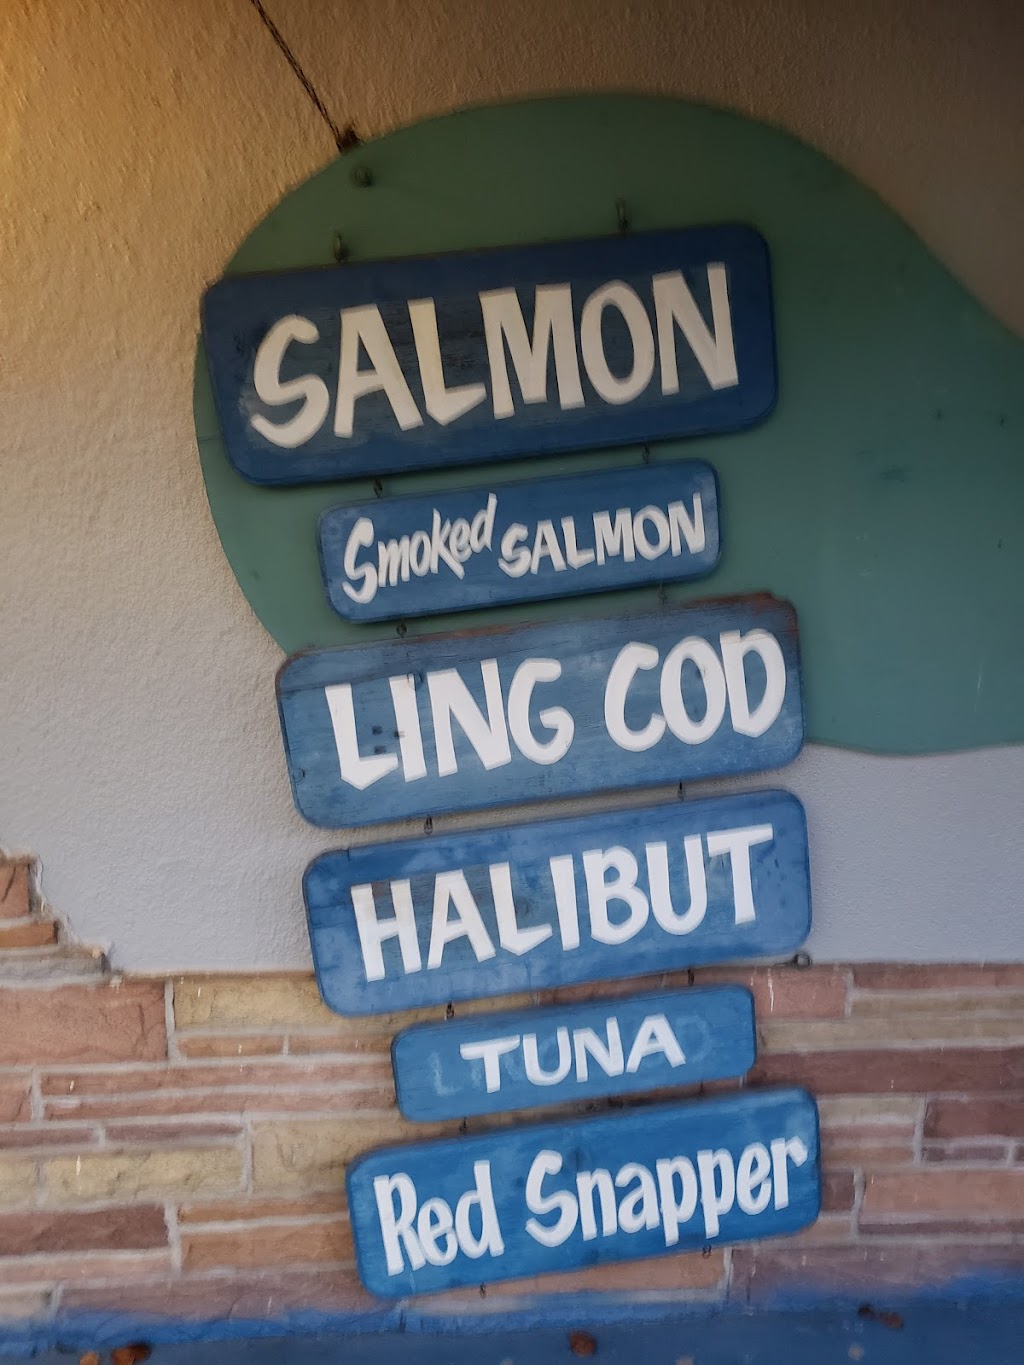 SALMON
Smoked SALMON
LING COD
HALIBUT
TUNA
Red Snapper